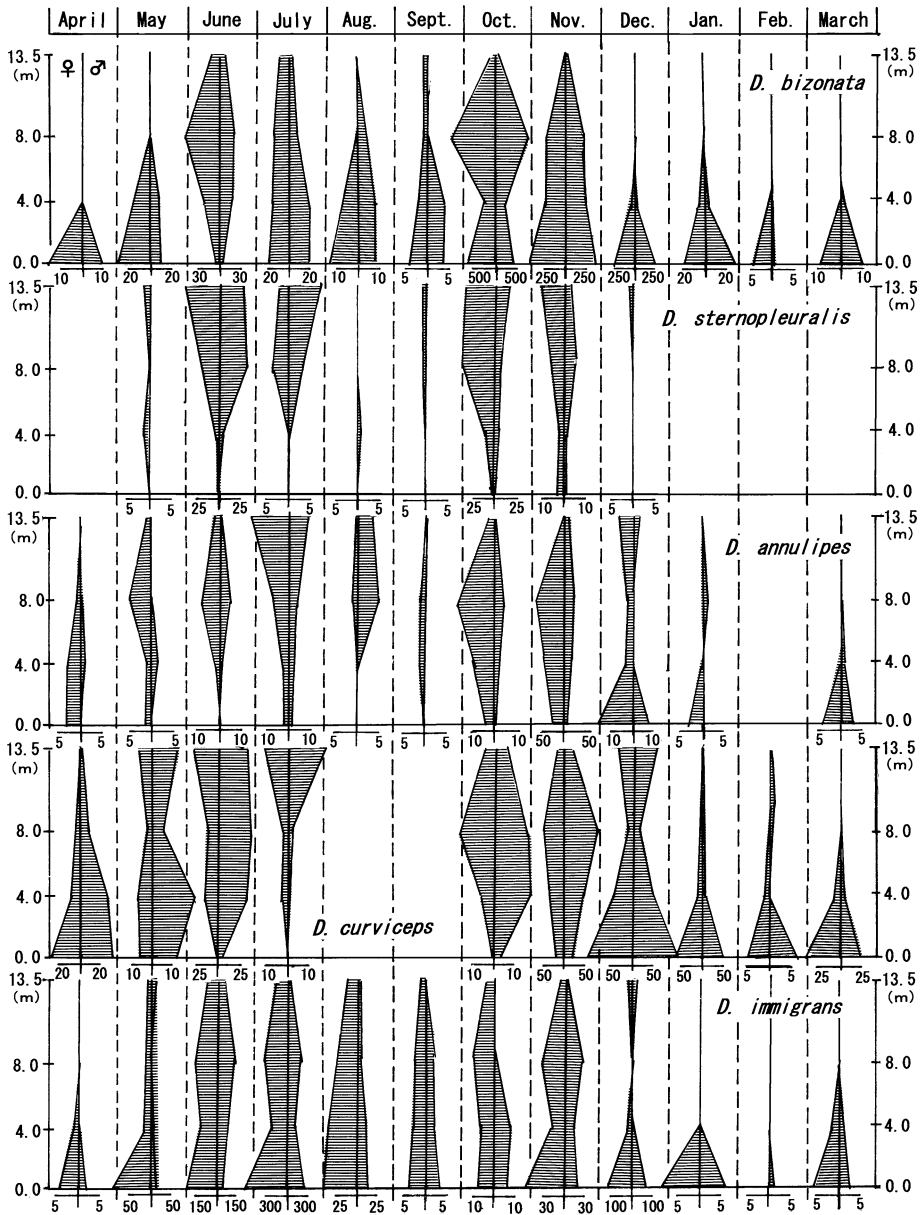 April May June July Aug. Sept. Oct. Nov. Dec. Jan. Feb. March
13.5 ♀ ♂ 13.5
(m) D. bizonata (m)
8.0 8.0
4.0 4.0
0.0 0.0
10 10 20 20 30 30 20 20 10 10 5 5 500 500 250 250 250 250 20 20 5 5 10 10
13.5 13.5
(m) D. sternopleuralis (m)
8.0 8.0
4.0 4.0
0.0 0.0
5 5 25 25 5 5 5 5 5 5 25 25 10 10 5 5
13.5 13.5
(m) D. annulipes (m)
8.0 8.0
4.0 4.0
0.0 0.0
5 5 5 5 10 10 10 10 5 5 5 5 10 10 50 50 10 10 5 5 5 5
13.5 13.5
(m) (m)
8.0 8.0
4.0 4.0
D. curviceps
0.0 0.0
20 20 10 10 25 25 10 10 10 10 50 50 50 50 50 50 5 5 25 25
13.5 13.5
(m) D. immigrans (m)
8.0 8.0
4.0 4.0
0.0 0.0
5 5 50 50 150 150 300 300 25 25 5 5 10 10 30 30 100 100 5 5 5 5 5 5